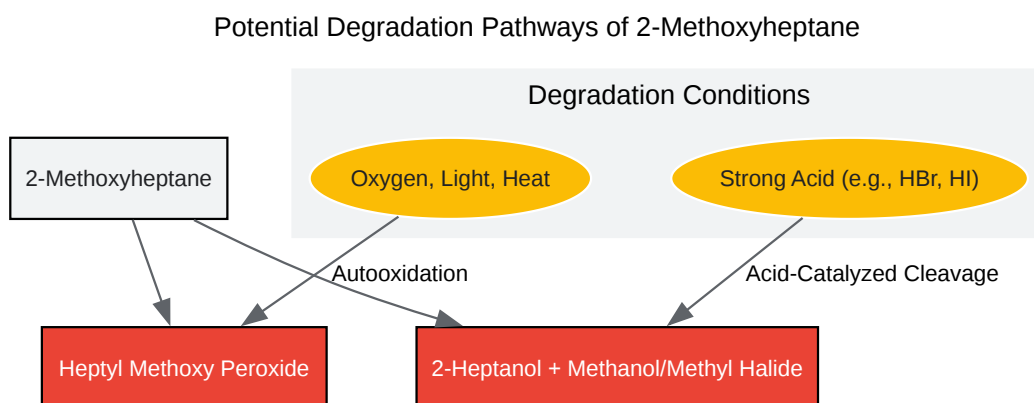 Potential Degradation Pathways of 2-Methoxyheptane
Degradation Conditions
2-Methoxyheptane
Oxygen, Light, Heat
Strong Acid (e.g., HBr, HI)
Autooxidation
Acid-Catalyzed Cleavage
Heptyl Methoxy Peroxide
2-Heptanol + Methanol/Methyl Halide